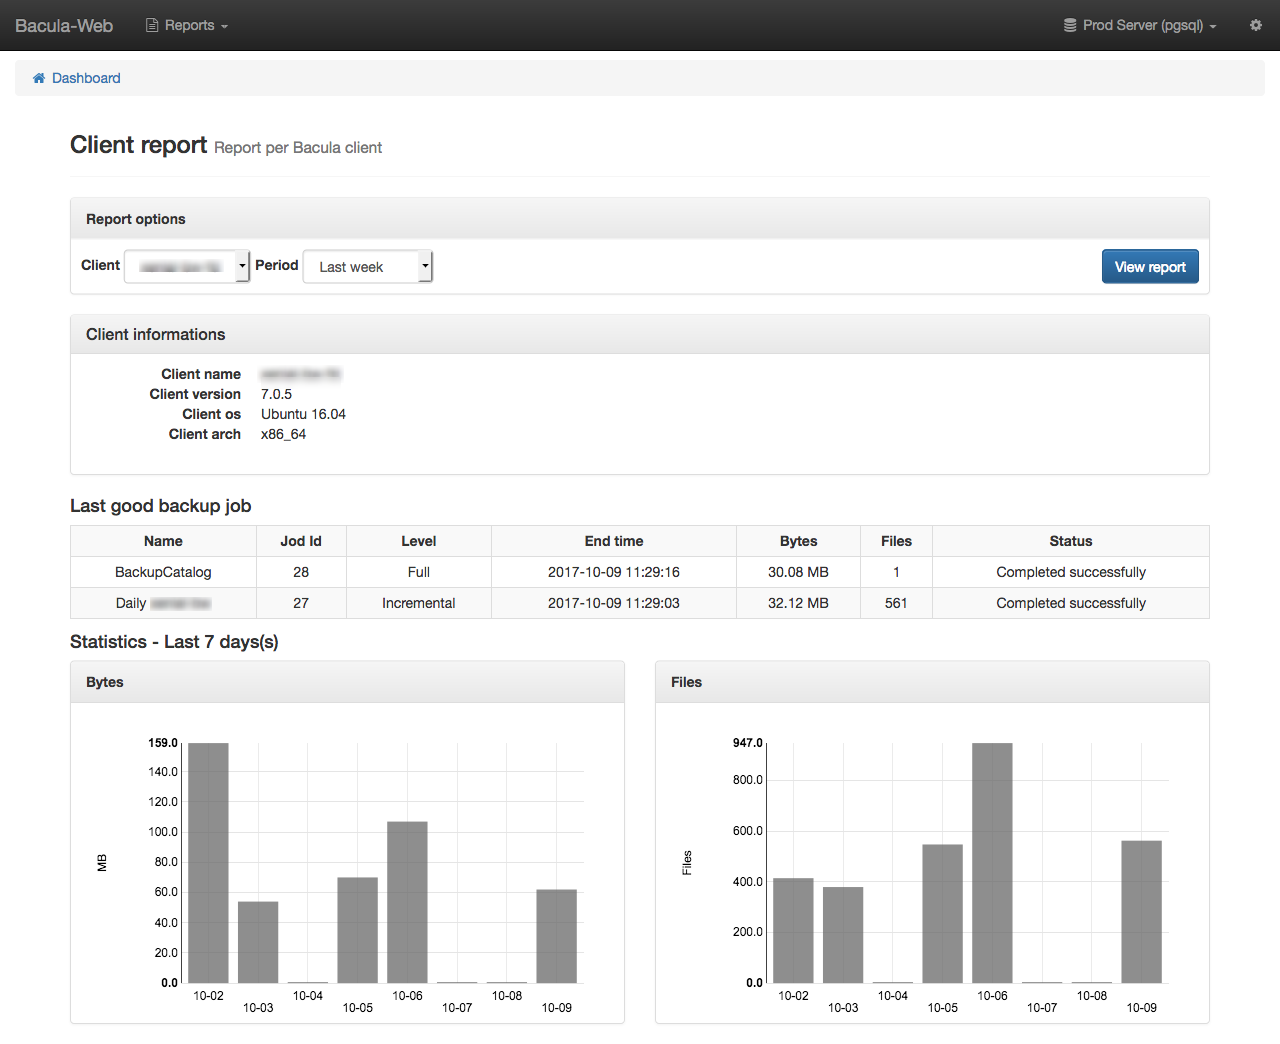 Bacula-Web Reports Prod Server (pgsql)
Dashboard
Client report Report per Bacula client
Report options
Client Period Last week View report
Client informations
Client name
Client version 7.0.5
Client os Ubuntu 16.04
Client arch x86_64
Last good backup job
Name Jod Id Level End time Bytes Files Status
BackupCatalog 28 Full 2017-10-09 11:29:16 30.08 MB 1 Completed successfully
Daily 27 Incremental 2017-10-09 11:29:03 32.12 MB 561 Completed successfully
Statistics - Last 7 days(s)
Bytes
159.0
140.0
120.0
100.0
80.0
60.0
40.0
20.0
0.0
MB
10-02 10-04 10-06 10-08
10-03 10-05 10-07 10-09
Files
947.0
800.0
600.0
400.0
200.0
0.0
Files
10-02 10-04 10-06 10-08
10-03 10-05 10-07 10-09